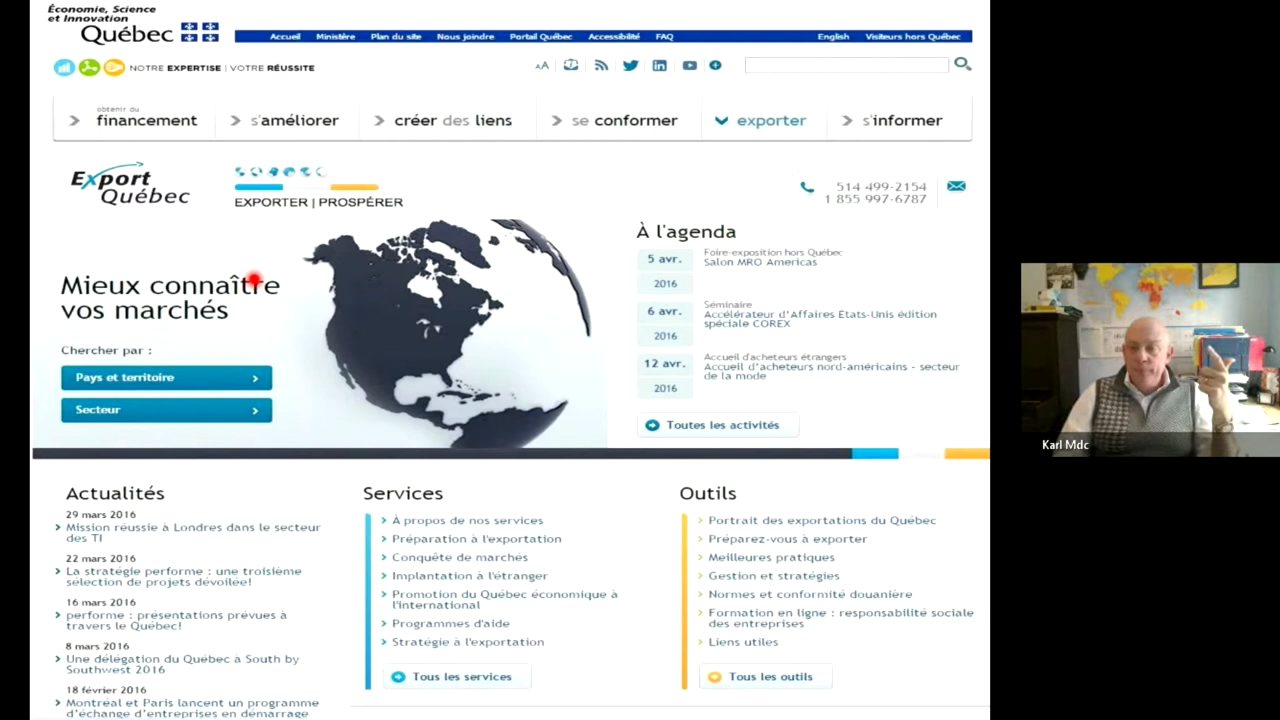 Économie, Science
et Innovation
Québec
Accueil Ministère Plan du site Nous joindre Portail Québec Accessibilité FAQ English Visiteurs hors Québec
NOTRE EXPERTISE | VOTRE RÉUSSITE
AA
obtenir du
financement
s'améliorer
créer des liens
se conformer
exporter
s'informer
Export
Québec
EXPORTER | PROSPÉRER
514 499-2154
1 855 997-6787
Mieux connaître
vos marchés
Chercher par :
Pays et territoire
Secteur
À l'agenda
5 avr.
2016
Foire-exposition hors Québec
Salon MRO Americas
6 avr.
2016
Séminaire
Accélérateur d'Affaires États-Unis édition
spéciale COREX
12 avr.
2016
Accueil d'acheteurs étrangers
Accueil d'acheteurs nord-américains - secteur
de la mode
Toutes les activités
Karl Mdc
Actualités
29 mars 2016
Mission réussie à Londres dans le secteur
des TI
22 mars 2016
La stratégie performe : une troisième
sélection de projets dévoilée!
16 mars 2016
performe : présentations prévues à
travers le Québec!
8 mars 2016
Une délégation du Québec à South by
Southwest 2016
18 février 2016
Montréal et Paris lancent un programme
d'échange d'entreprises en démarrage
Services
À propos de nos services
Préparation à l'exportation
Conquête de marchés
Implantation à l'étranger
Promotion du Québec économique à
l'international
Programmes d'aide
Stratégie à l'exportation
Tous les services
Outils
Portrait des exportations du Québec
Préparez-vous à exporter
Meilleures pratiques
Gestion et stratégies
Normes et conformité douanière
Formation en ligne : responsabilité sociale
des entreprises
Liens utiles
Tous les outils